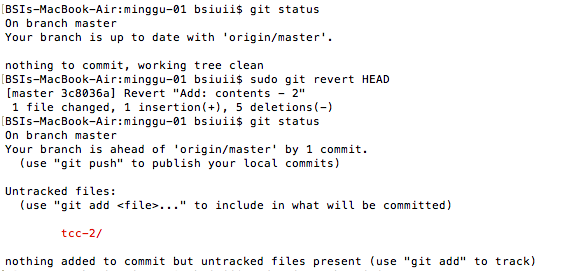 [BSIs-MacBook-Air:minggu-01 bsiuii$ git status
On branch master
Your branch is up to date with 'origin/master'.
nothing to commit, working tree clean
[BSIs-MacBook-Air:minggu-01 bsiuii$ sudo git revert HEAD
[master 3c8036a] Revert "Add: contents - 2"
1 file changed, 1 insertion(+), 5 deletions(-)
[BSIs-MacBook-Air:minggu-01 bsiuii$ git status
On branch master
Your branch is ahead of 'origin/master' by 1 commit.
(use "git push" to publish your local commits)
Untracked files:
(use "git add <file>..." to include in what will be committed)
tcc-2/
nothing added to commit but untracked files present (use "git add" to track)